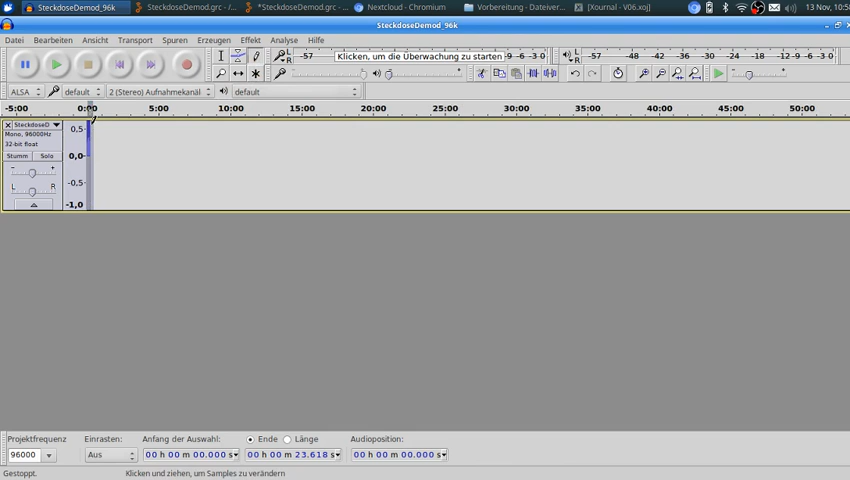 SteckdoseDemod_96k SteckdoseDemod.grc - /... *SteckdoseDemod.grc - ... Nextcloud - Chromium Vorbereitung - Dateiver... [Xournal - V06.xoj] 13 Nov, 10:5
SteckdoseDemod_96k
Datei Bearbeiten Ansicht Transport Spuren Erzeugen Effekt Analyse Hilfe
L R -57 Klicken, um die Überwachung zu starten -9 -6 -3 0 L R -57 -48 -42 -36 -30 -24 -18 -12 -9 -6 -3 0
ALSA default 2 (Stereo) Aufnahmekanäl default
-5:00 0:00 5:00 10:00 15:00 20:00 25:00 30:00 35:00 40:00 45:00 50:00
SteckdoseD
Mono, 96000Hz
32-bit float
Stumm Solo
- +
L R
0,5
0,0
-0,5
-1,0
Projektfrequenz Einrasten: Anfang der Auswahl: Ende Länge Audioposition:
96000 Aus 00 h 00 m 00.000 s 00 h 00 m 23.618 s 00 h 00 m 00.000 s
Gestoppt. Klicken und ziehen, um Samples zu verändern